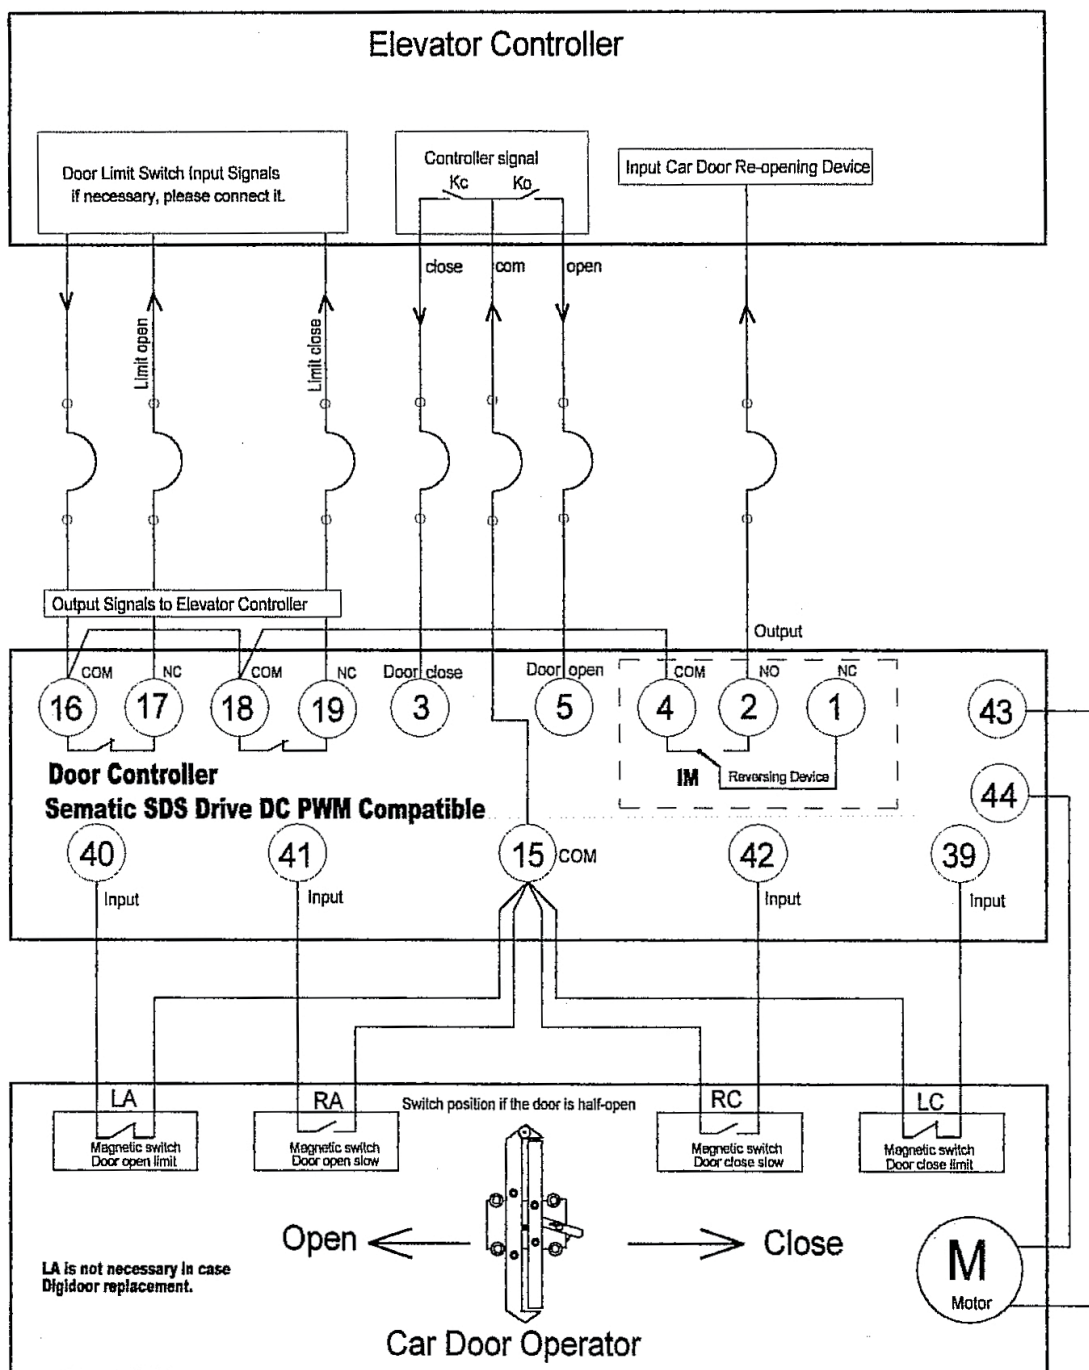 Elevator Controller
Door Limit Switch Input Signals
if necessary, please connect it.
Controller signal
Kc
Ko
Input Car Door Re-opening Device
close
com
open
Limit open
Limit close
Output Signals to Elevator Controller
Output
COM
NC
COM
NC
Door close
Door open
COM
NO
NC
16
17
18
19
3
5
4
2
1
43
IM
Reversing Device
Door Controller
Sematic SDS Drive DC PWM Compatible
44
40
41
15
COM
42
39
Input
Input
Input
Input
LA
RA
Switch position if the door is half-open
RC
LC
Magnetic switch
Door open limit
Magnetic switch
Door open slow
Magnetic switch
Door close slow
Magnetic switch
Door close limit
Open
Close
LA is not necessary in case
Digidoor replacement.
M
Motor
Car Door Operator